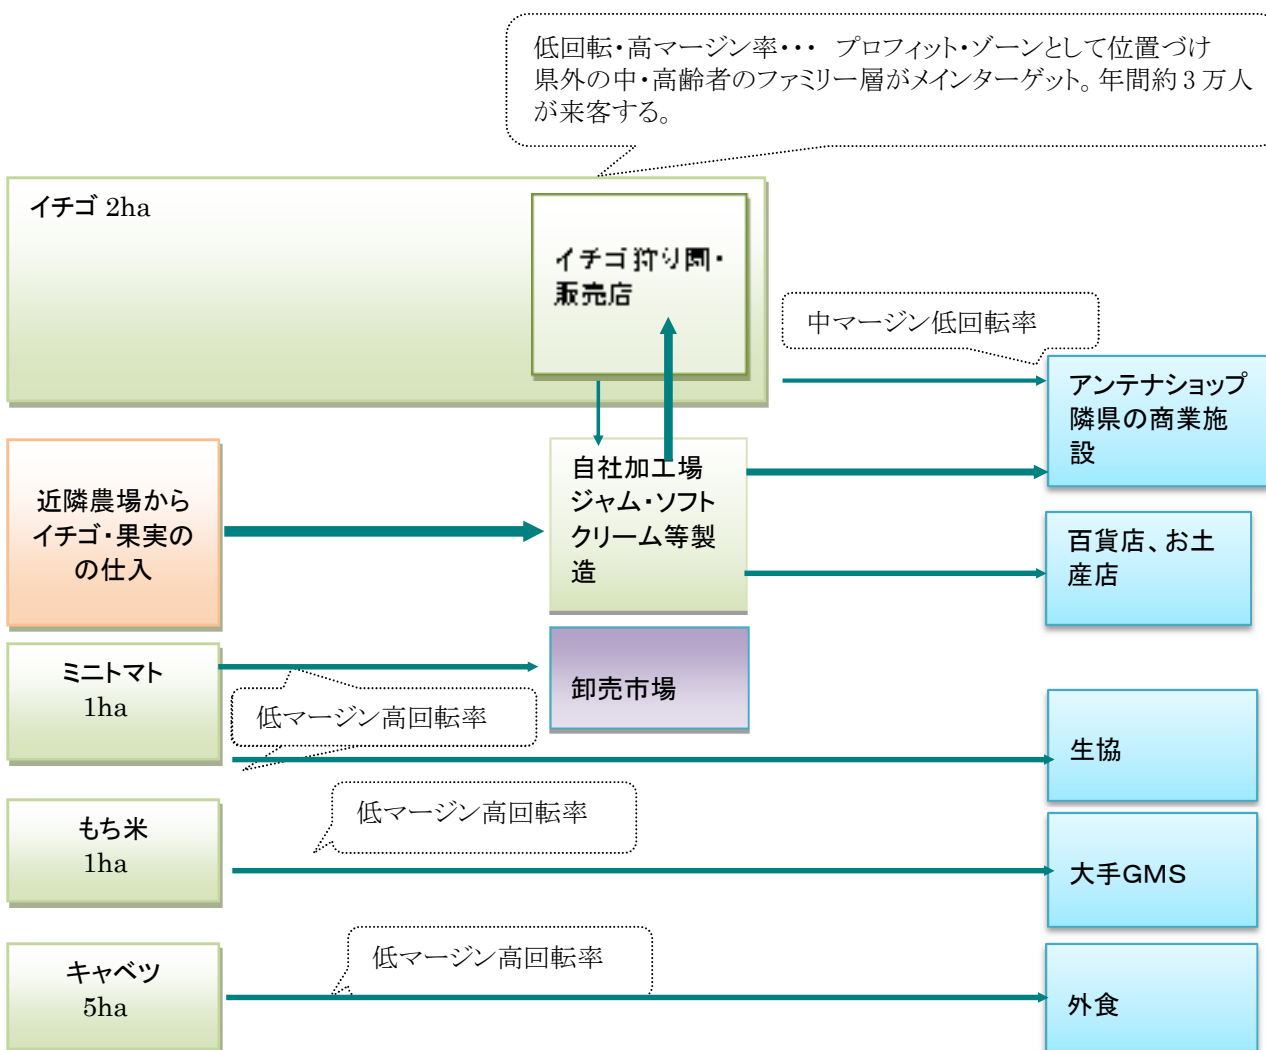 低回転・高マージン率・・・ プロフィット・ゾーンとして位置づけ
県外の中・高齢者のファミリー層がメインターゲット。年間約3万人
が来客する。
イチゴ 2ha
イチゴ狩り園・
販売店
中マージン低回転率
アンテナショップ
隣県の商業施
設
近隣農場から
イチゴ・果実の
の仕入
自社加工場
ジャム・ソフト
クリーム等製
造
百貨店、お土
産店
ミニトマト
1ha
卸売市場
低マージン高回転率
生協
もち米
1ha
低マージン高回転率
大手GMS
キャベツ
5ha
低マージン高回転率
外食